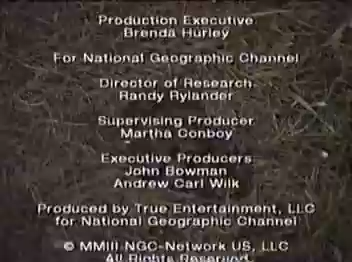 Production Executive
Brenda Hurley
For National Geographic Channel
Director of Research
Randy Rylander
Supervising Producer
Martha Conboy
Executive Producers
John Bowman
Andrew Carl Wilk
Produced by True Entertainment, LLC
for National Geographic Channel
© MMIII NGC-Network US, LLC
All Rights Reserved